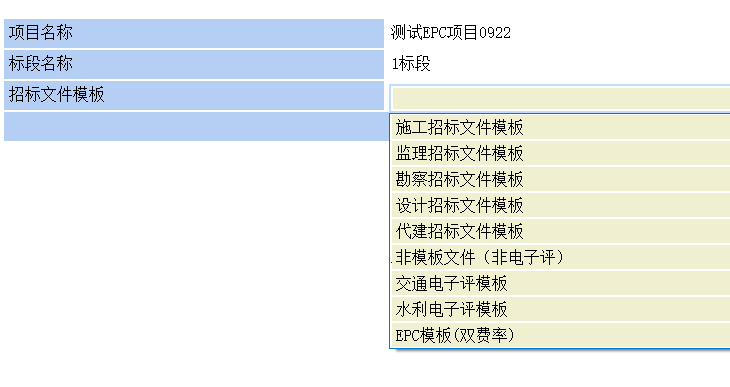 项目名称 测试EPC项目0922
标段名称 1标段
招标文件模板
施工招标文件模板
监理招标文件模板
勘察招标文件模板
设计招标文件模板
代建招标文件模板
非模板文件（非电子评）
交通电子评模板
水利电子评模板
EPC模板(双费率)